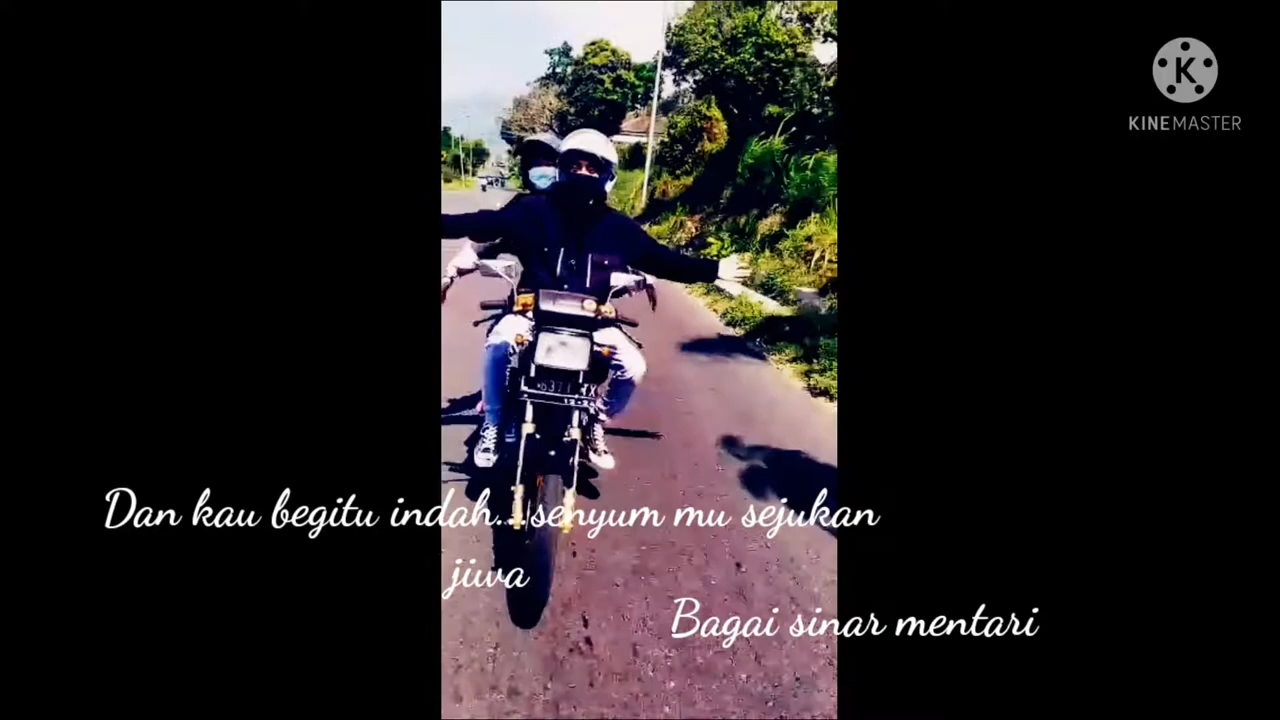 KINEMASTER
Dan kau begitu indah...senyum mu sejukan
jiwa
Bagai sinar mentari